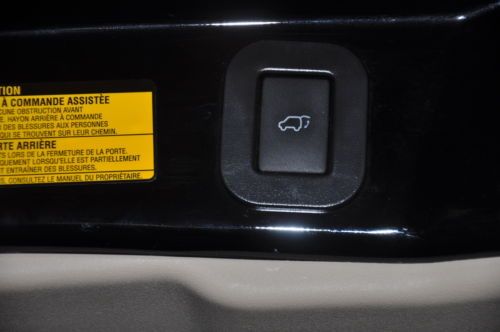 TION
À COMMANDE ASSISTÉE
CUNE OBSTRUCTION AVANT
E. HAYON ARRIÈRE À COMMANDE
R DES BLESSURES AUX PERSONNES
QUI SE TROUVENT SUR LEUR CHEMIN.
RTE ARRIÈRE
TS LORS DE LA FERMETURE DE LA PORTE.
IQUEMENT LORSQU'ELLE EST PARTIELLEMENT
T ENTRAÎNER DES BLESSURES.
S, CONSULTEZ LE MANUEL DU PROPRIÉTAIRE.